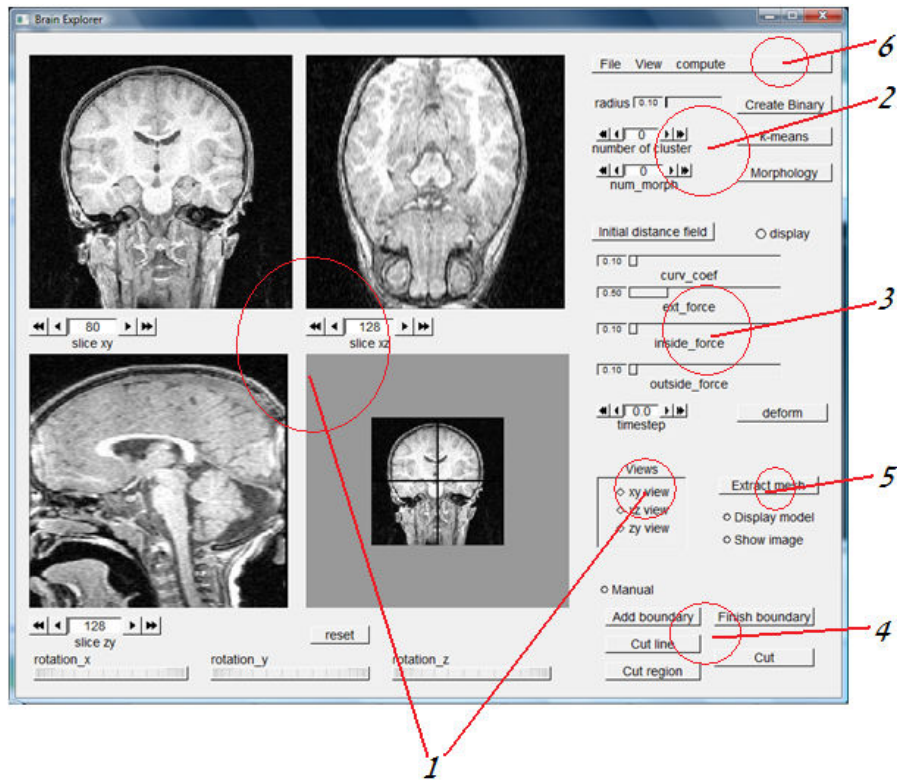 Brain Explorer
File View compute
6
radius 0.10
Create Binary
2
0
number of cluster
k-means
0
num_morph
Morphology
Initial distance field
display
0.10
curv_coef
0.50
ext_force
3
0.10
inside_force
0.10
outside_force
0.0
timestep
deform
80
slice xy
128
slice xz
Views
xy view
xz view
zy view
Extract mesh
5
Display model
Show image
Manual
Add boundary
Finish boundary
4
Cut line
Cut
Cut region
128
slice zy
reset
rotation_x
rotation_y
rotation_z
1